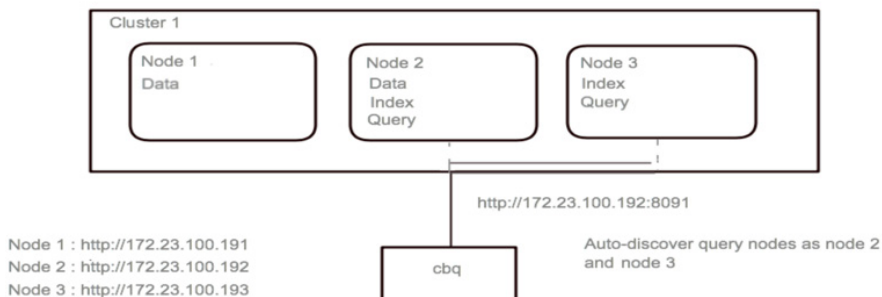 Cluster 1
Node 1
Data
Node 2
Data
Index
Query
Node 3
Index
Query
http://172.23.100.192:8091
Node 1 : http://172.23.100.191
Node 2 : http://172.23.100.192
Node 3 : http://172.23.100.193
cbq
Auto-discover query nodes as node 2
and node 3